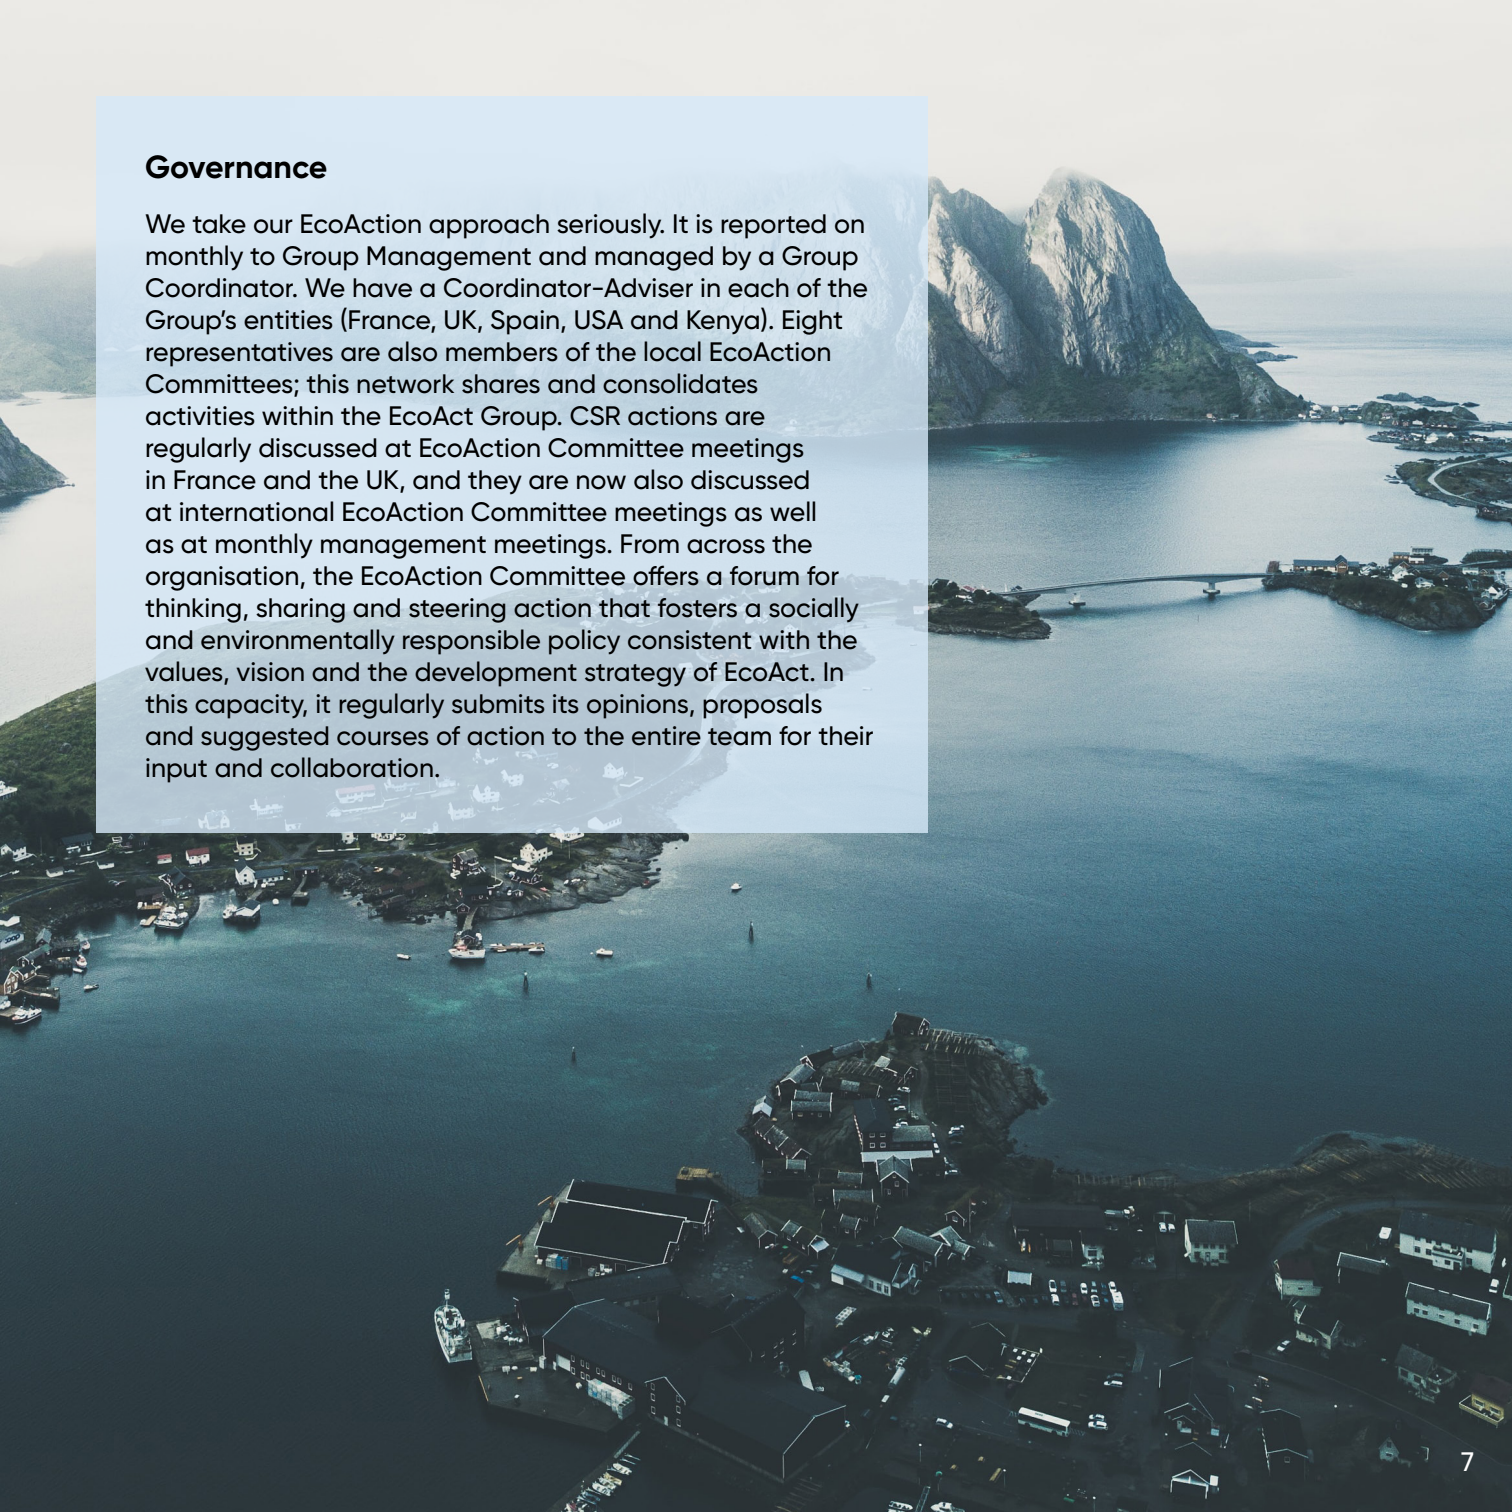 Governance
We take our EcoAction approach seriously. It is reported on
monthly to Group Management and managed by a Group
Coordinator. We have a Coordinator-Adviser in each of the
Group’s entities (France, UK, Spain, USA and Kenya). Eight
representatives are also members of the local EcoAction
Committees; this network shares and consolidates
activities within the EcoAct Group. CSR actions are
regularly discussed at EcoAction Committee meetings
in France and the UK, and they are now also discussed
at international EcoAction Committee meetings as well
as at monthly management meetings. From across the
organisation, the EcoAction Committee offers a forum for
thinking, sharing and steering action that fosters a socially
and environmentally responsible policy consistent with the
values, vision and the development strategy of EcoAct. In
this capacity, it regularly submits its opinions, proposals
and suggested courses of action to the entire team for their
input and collaboration.
7